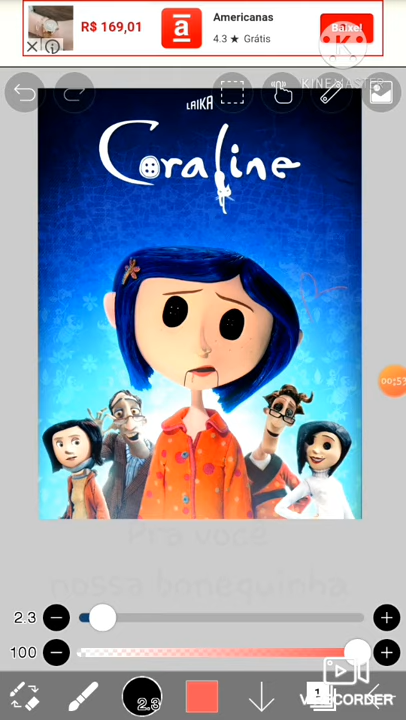 R$ 169,01
Americanas
4.3 ★ Grátis
Baixe!
KINEMASTER
LAIKA
Coraline
00:53
Pra você
nossa bonequinha
2.3
100
2.3
1
VRECORDER